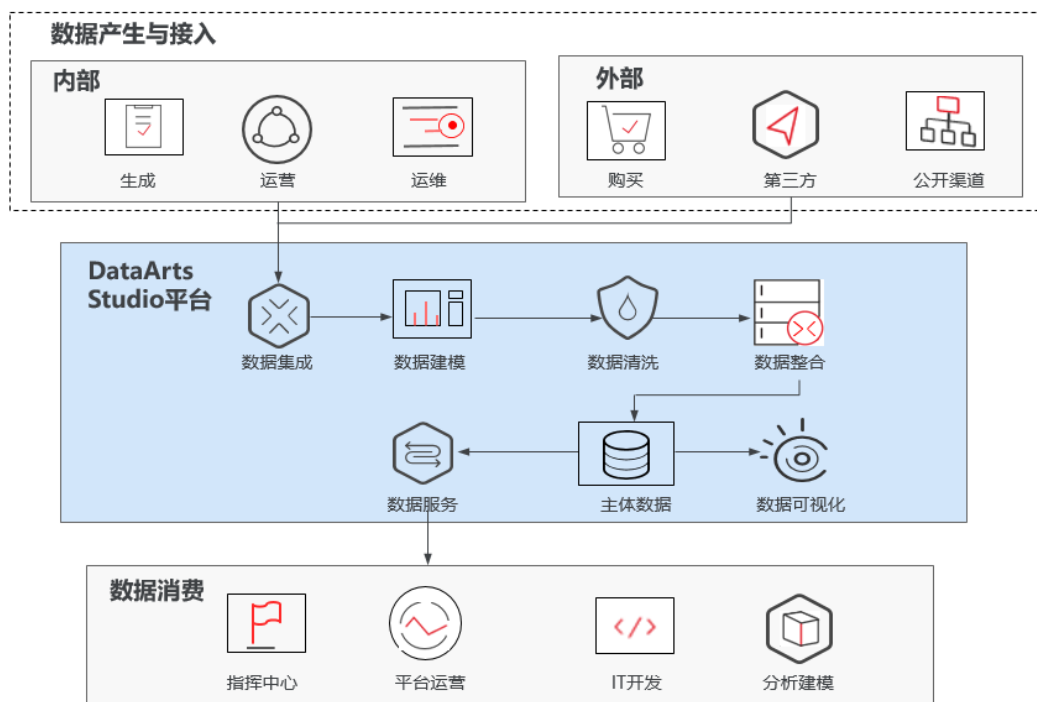 数据产生与接入
内部
外部
生成
运营
运维
购买
第三方
公开渠道
DataArts
Studio平台
数据集成
数据建模
数据清洗
数据整合
数据服务
主体数据
数据可视化
数据消费
指挥中心
平台运营
IT开发
分析建模